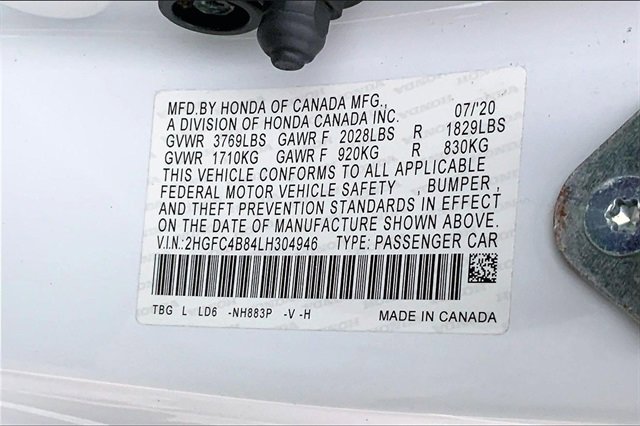 MFD.BY HONDA OF CANADA MFG.,
A DIVISION OF HONDA CANADA INC. 07/'20
GVWR 3769LBS GAWR F 2028LBS R 1829LBS
GVWR 1710KG GAWR F 920KG R 830KG
THIS VEHICLE CONFORMS TO ALL APPLICABLE
FEDERAL MOTOR VEHICLE SAFETY , BUMPER ,
AND THEFT PREVENTION STANDARDS IN EFFECT
ON THE DATE OF MANUFACTURE SHOWN ABOVE.
V.I.N.:2HGFC4B84LH304946 TYPE: PASSENGER CAR
TBG L LD6 -NH883P -V -H MADE IN CANADA